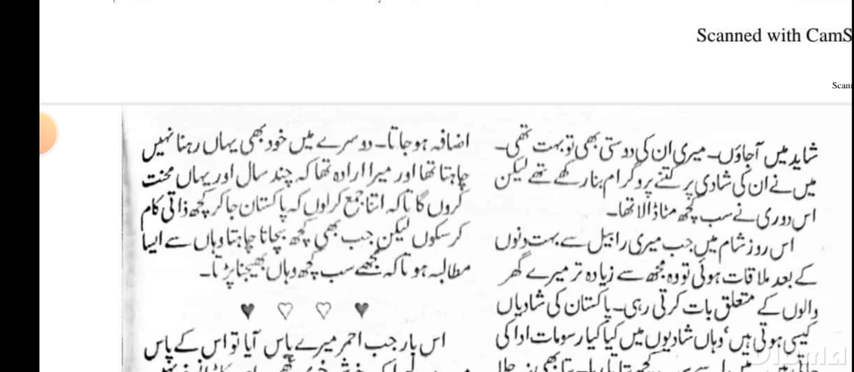 Scanned with CamS
Scan
شاید میں آجاؤں۔ میری ان کی دوستی بھی تو بہت تھی۔
میں نے ان کی شادی پر کتنے پروگرام بنا رکھے تھے لیکن
اس دوری نے سب کچھ مٹا ڈالا تھا۔
اس روز شام میں جب میری رابیل سے بہت دنوں
کے بعد ملاقات ہوئی تو وہ مجھ سے زیادہ تر میرے گھر
والوں کے متعلق بات کرتی رہی۔ پاکستان کی شادیاں
کیسی ہوتی ہیں، وہاں شادیوں میں کیا کیا رسومات ادا کی
اضافہ ہو جاتا۔ دوسرے میں خود بھی یہاں رہنا نہیں
چاہتا تھا اور میرا ارادہ تھا کہ چند سال اور یہاں محنت
کروں گا تاکہ اتنا جمع کرلوں کہ پاکستان جا کر کچھ ذاتی کام
کر سکوں لیکن جب بھی کچھ بچانا چاہتا وہاں سے ایسا
مطالبہ ہوتا کہ مجھے سب کچھ وہاں بھیجنا پڑتا۔
♥ ♡ ♡ ♥
اس بار جب احمر میرے پاس آیا تو اس کے پاس